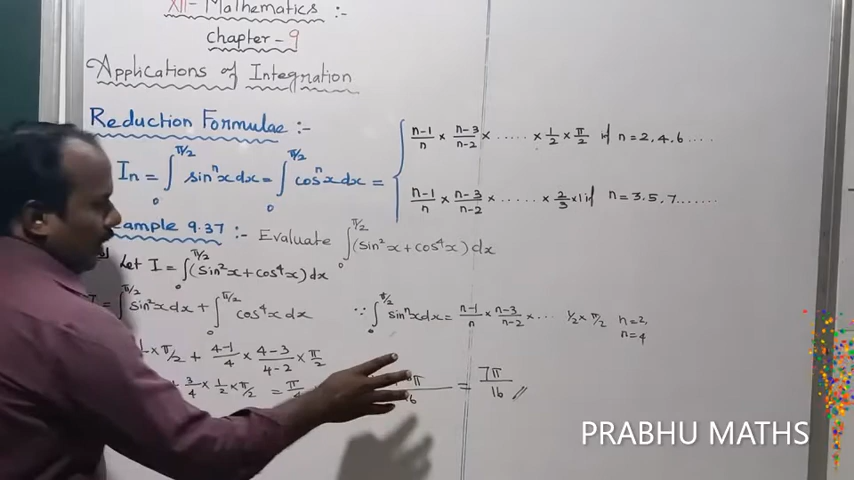 XII- Mathematics :-
Chapter - 9
Applications of Integration
Reduction Formulae :-
Iₙ = ∫₀^{π/2} sinⁿx dx = ∫₀^{π/2} cosⁿx dx = { n-1/n × n-3/n-2 × ..... × 1/2 × π/2 if n=2,4,6 ....
n-1/n × n-3/n-2 × ...... × 2/3 × 1 if n=3,5,7.......
ample 9.37 :- Evaluate ∫₀^{π/2} (sin²x + cos⁴x) dx
Let I = ∫₀^{π/2} (sin²x + cos⁴x) dx
I = ∫₀^{π/2} sin²x dx + ∫₀^{π/2} cos⁴x dx ∵ ∫₀^{π/2} sinⁿx dx = n-1/n × n-3/n-2 × ... 1/2 × π/2 n=2, n=4
× π/2 + 4-1/4 × 4-3/4-2 × π/2
+ 3/4 × 1/2 × π/2 = π/4 π/16 = 7π/16 //
PRABHU MATHS